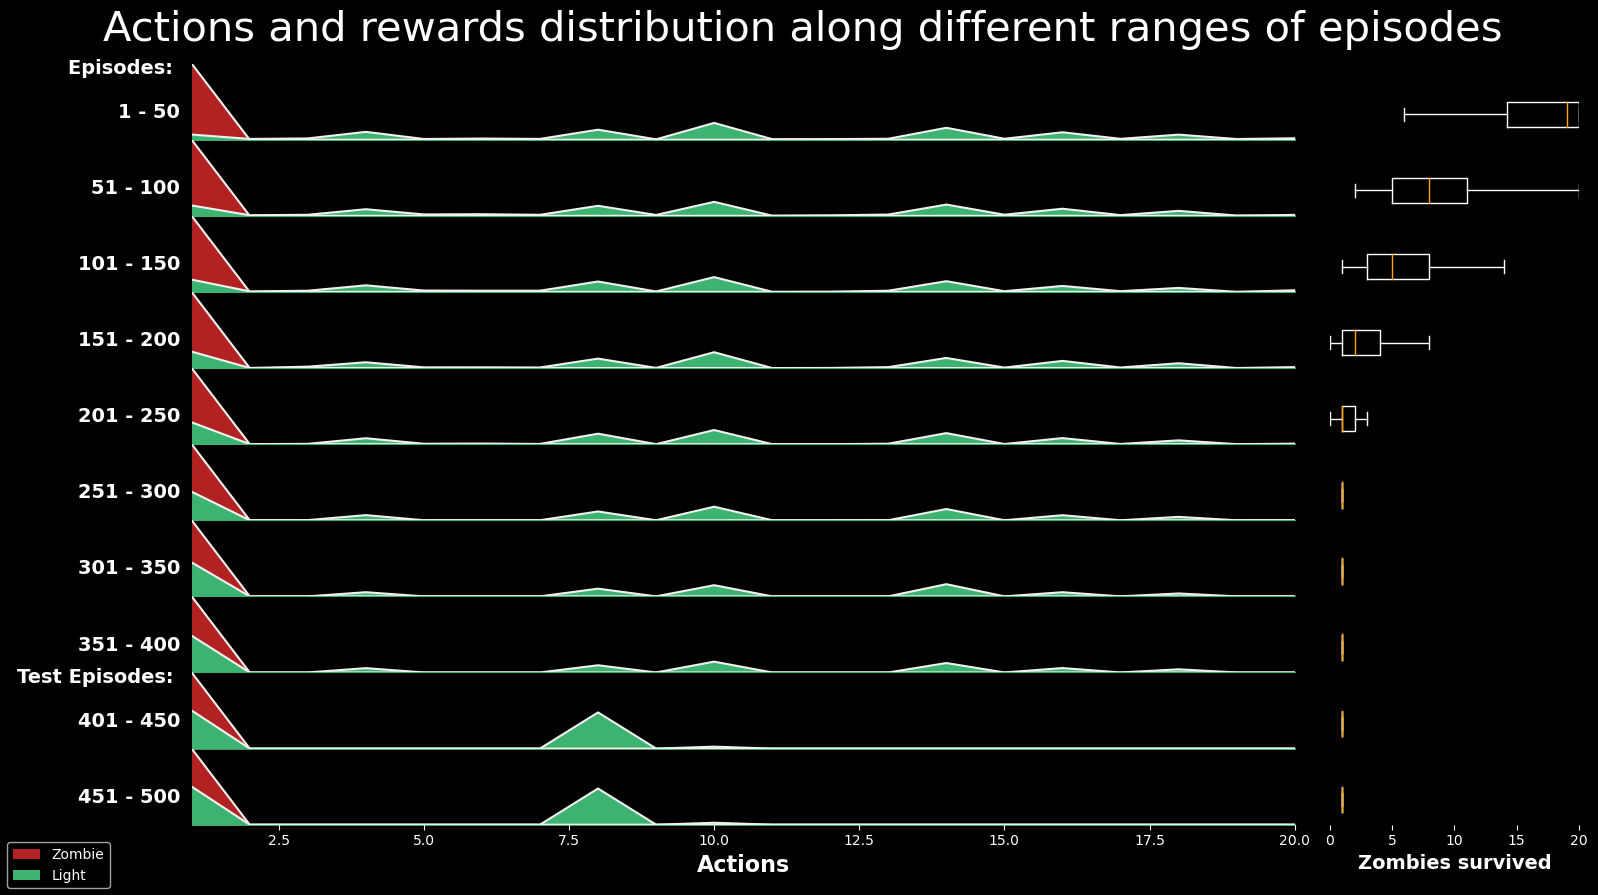 Actions and rewards distribution along different ranges of episodes
Episodes:
1 - 50
51 - 100
101 - 150
151 - 200
201 - 250
251 - 300
301 - 350
351 - 400
Test Episodes:
401 - 450
451 - 500
2.5 5.0 7.5 10.0 12.5 15.0 17.5 20.0
Actions
0 5 10 15 20
Zombies survived
Zombie
Light